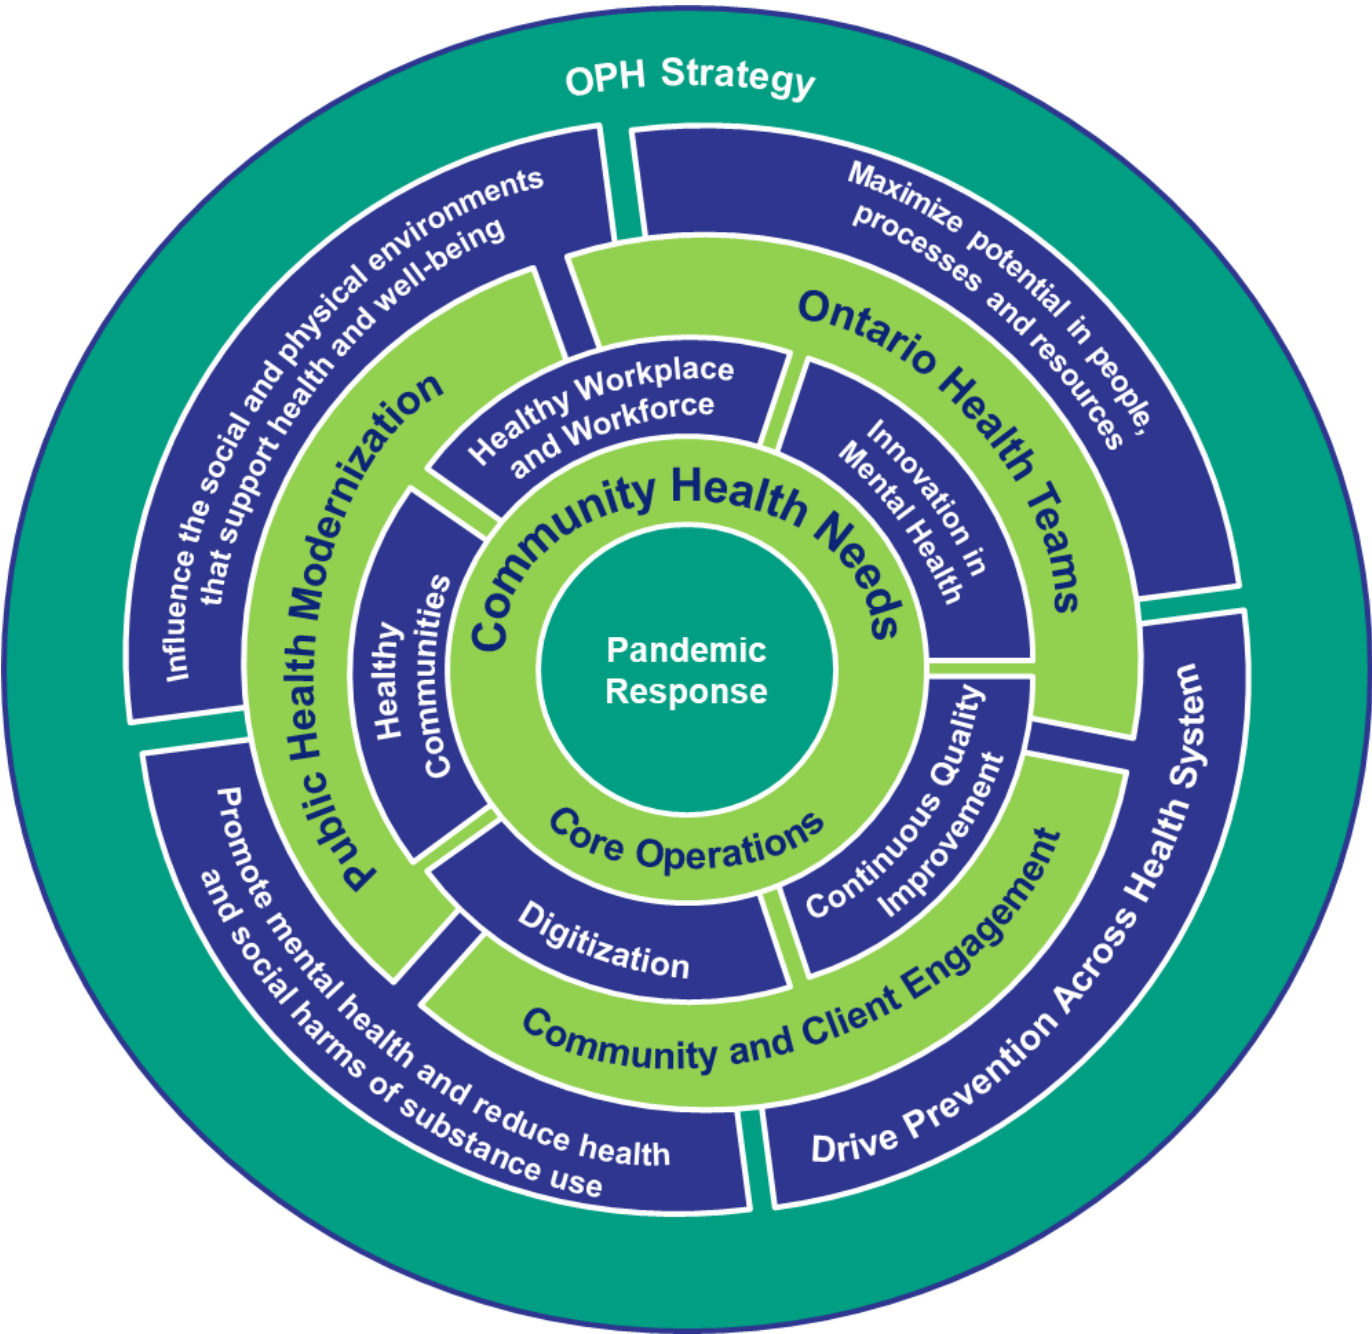 OPH Strategy
Influence the social and physical environments
that support health and well-being
Maximize potential in people,
processes and resources
Drive Prevention Across Health System
Promote mental health and reduce health
and social harms of substance use
Public Health Modernization
Ontario Health Teams
Community and Client Engagement
Healthy Workplace
and Workforce
Innovation in
Mental Health
Continuous Quality
Improvement
Digitization
Healthy
Communities
Community Health Needs
Core Operations
Pandemic
Response